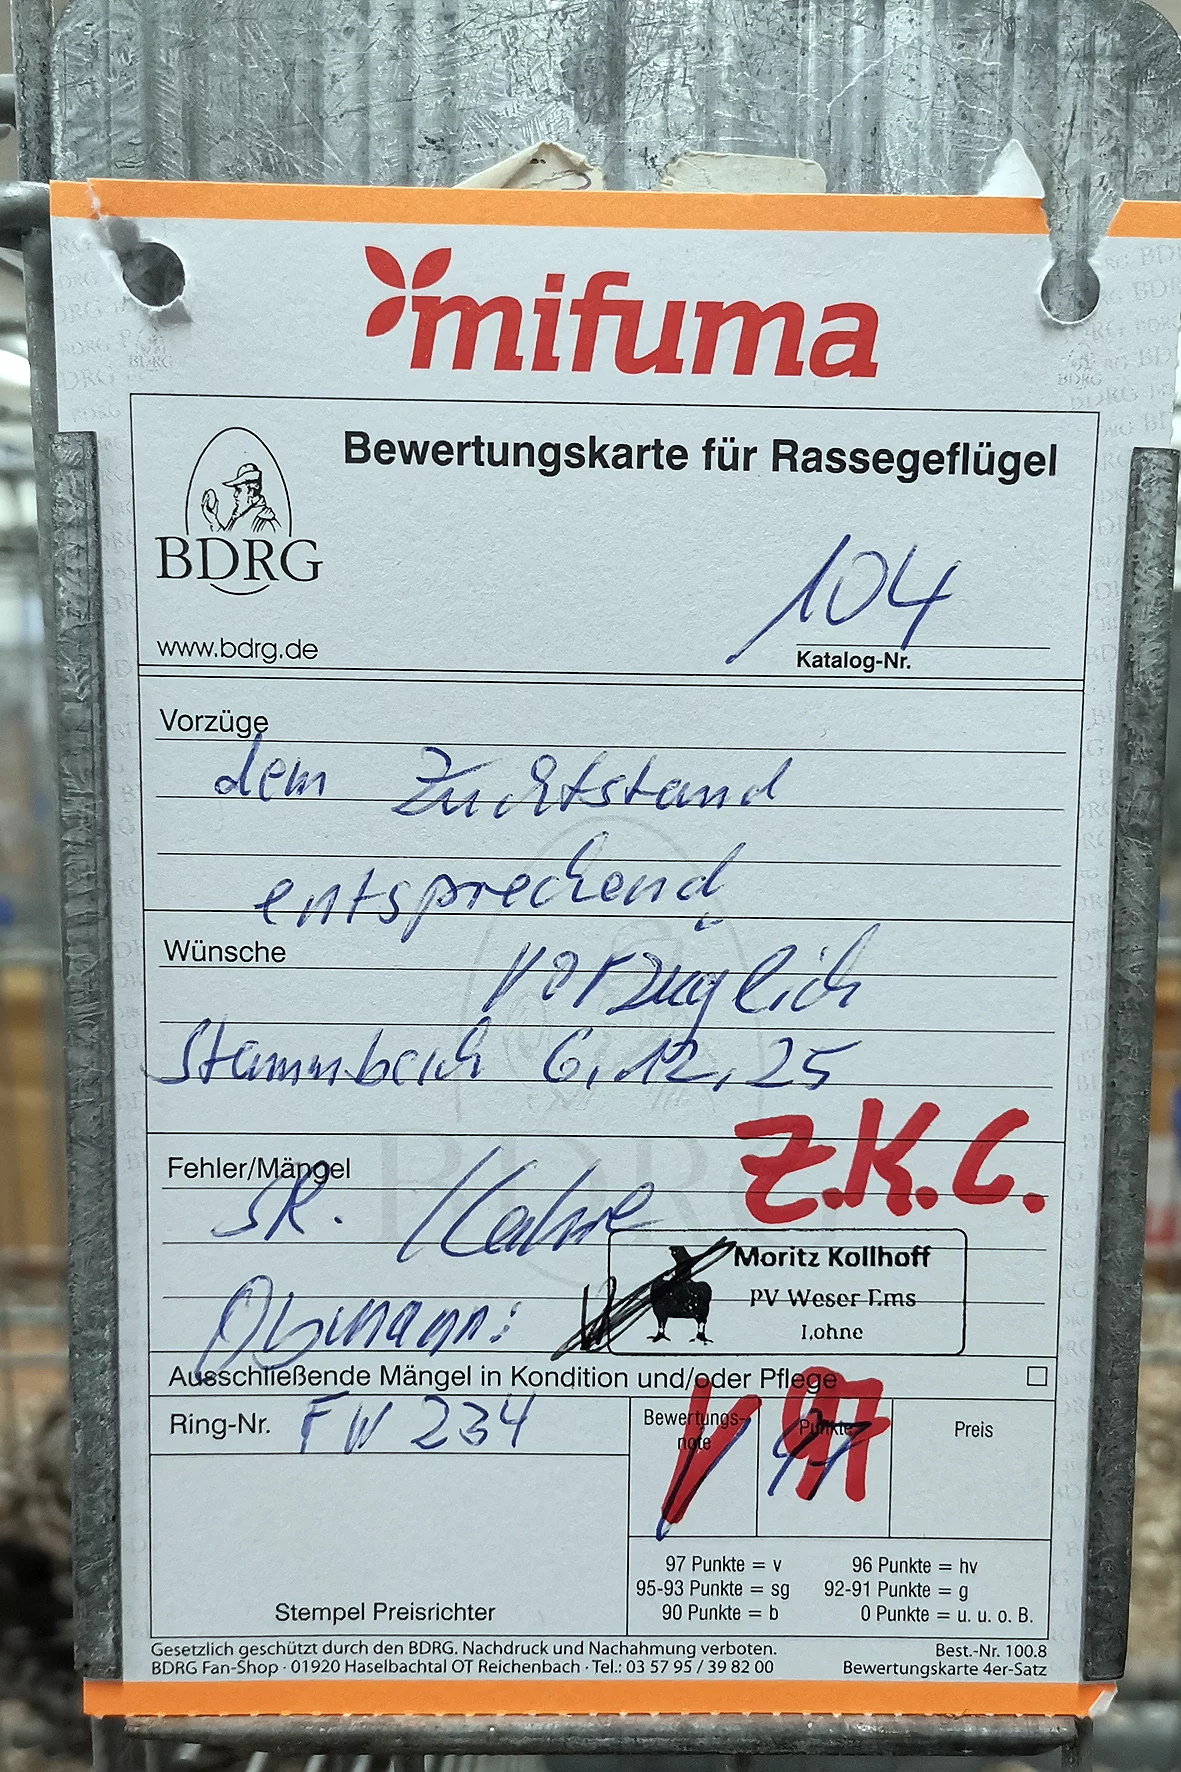 mifuma
Bewertungskarte für Rassegeflügel
BDRG
www.bdrg.de
104
Katalog-Nr.
Vorzüge
dem Zuchtstand
entsprechend
Wünsche
vorzüglich
Stammbach 6.12.25
Z.K.C.
Fehler/Mängel
SR.
Obmann:
Moritz Kollhoff
PV Weser Ems
Lohne
Ausschließende Mängel in Kondition und/oder Pflege
Ring-Nr. FW 234
Bewertungs-
note
Punkte
Preis
V 97
97 Punkte = v 96 Punkte = hv
95-93 Punkte = sg 92-91 Punkte = g
90 Punkte = b 0 Punkte = u. u. o. B.
Stempel Preisrichter
Gesetzlich geschützt durch den BDRG. Nachdruck und Nachahmung verboten. Best.-Nr. 100.8
BDRG Fan-Shop · 01920 Haselbachtal OT Reichenbach · Tel.: 03 57 95 / 39 82 00 Bewertungskarte 4er-Satz